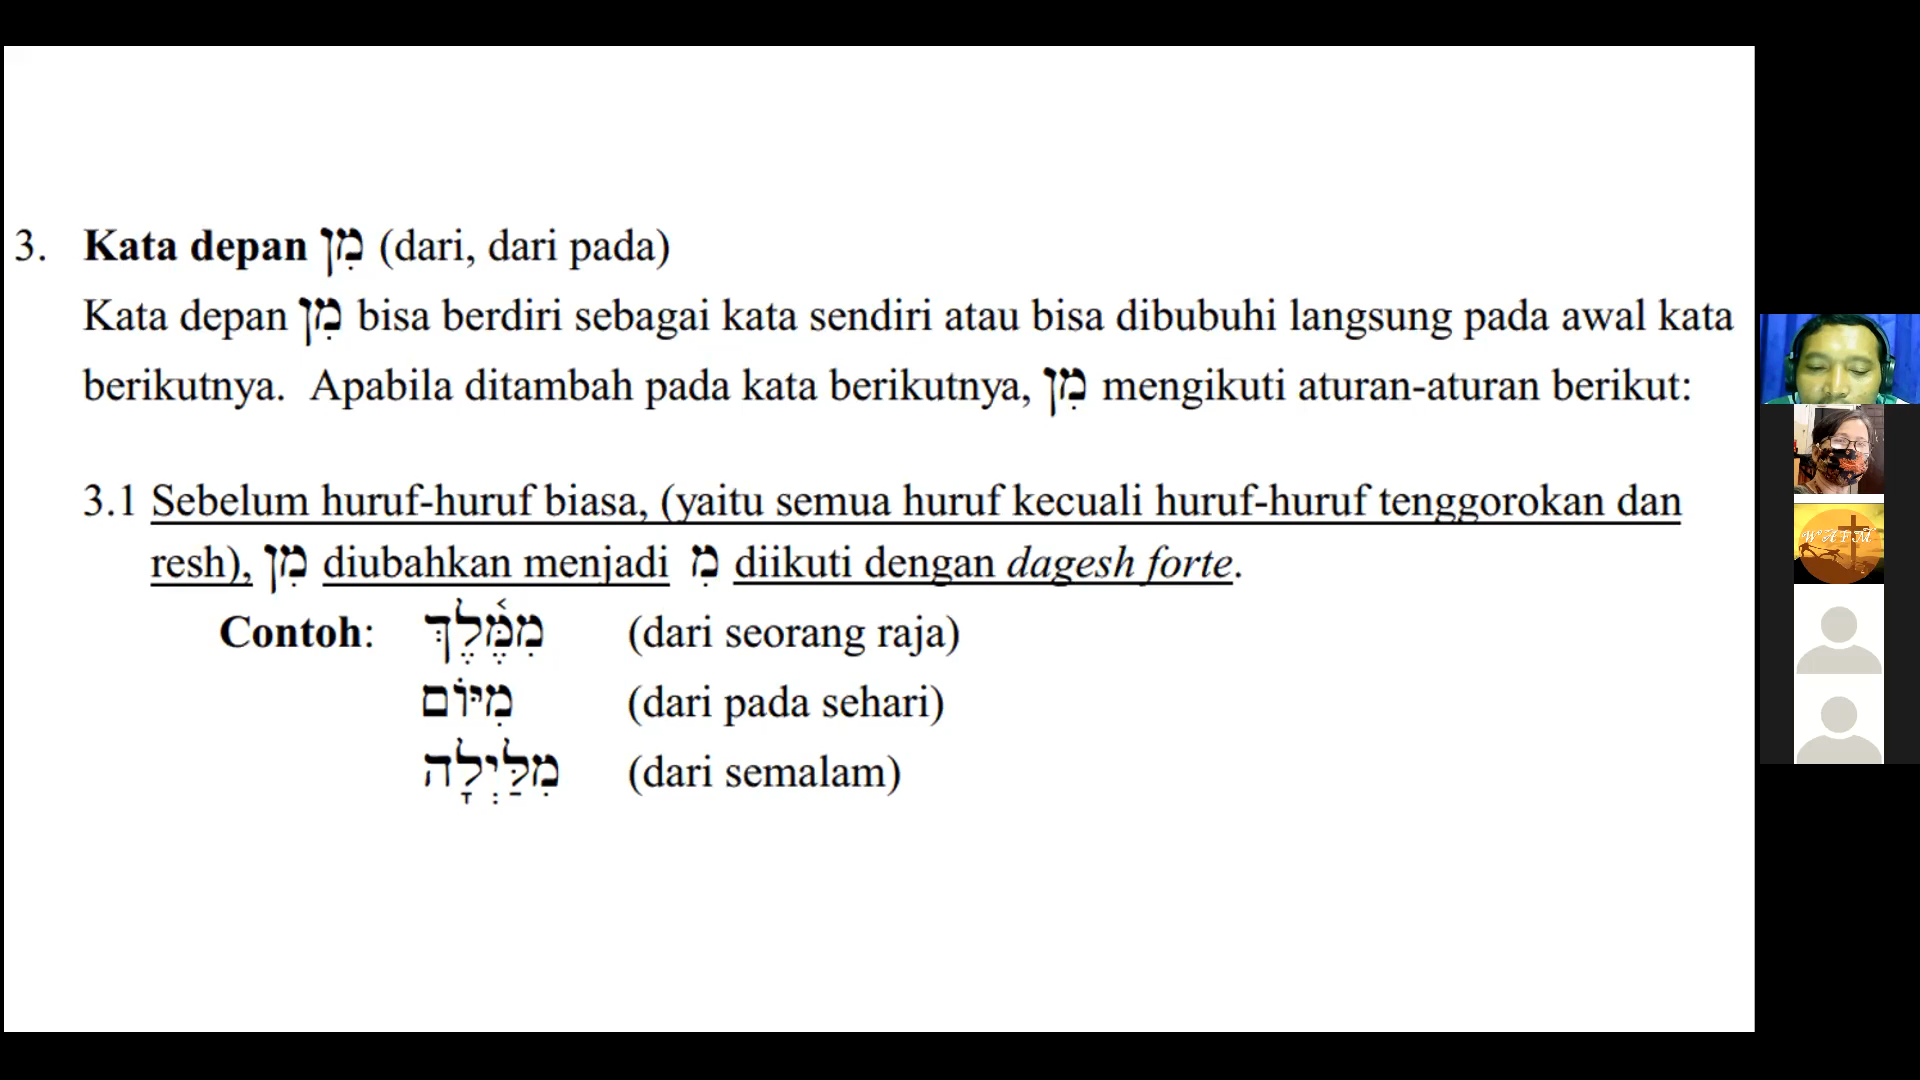 3. Kata depan מִן (dari, dari pada)
Kata depan מִן bisa berdiri sebagai kata sendiri atau bisa dibubuhi langsung pada awal kata
berikutnya. Apabila ditambah pada kata berikutnya, מִן mengikuti aturan-aturan berikut:
3.1 Sebelum huruf-huruf biasa, (yaitu semua huruf kecuali huruf-huruf tenggorokan dan
resh), מִן diubahkan menjadi מִ diikuti dengan dagesh forte.
Contoh: מִמֶּ֫לֶךְ (dari seorang raja)
מִיּוֹם (dari pada sehari)
מִלַּיְלָה (dari semalam)
WAFM